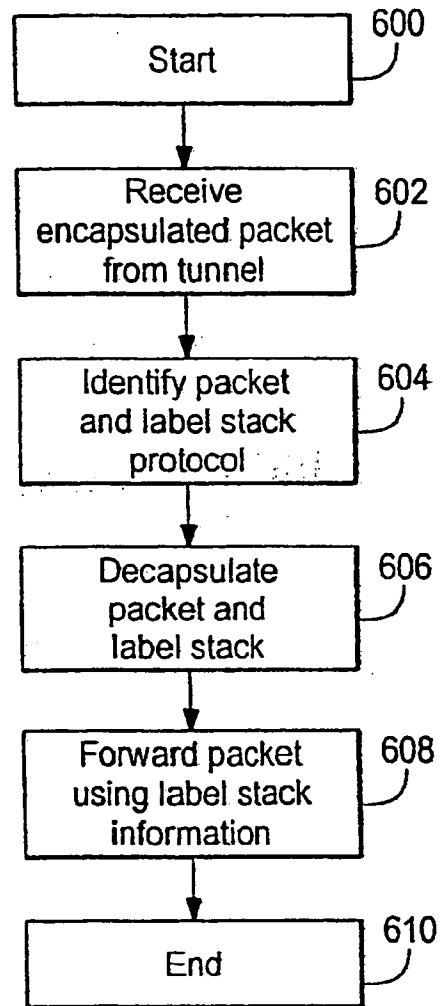 600
Start
602
Receive
encapsulated packet
from tunnel
604
Identify packet
and label stack
protocol
606
Decapsulate
packet and
label stack
608
Forward packet
using label stack
information
610
End